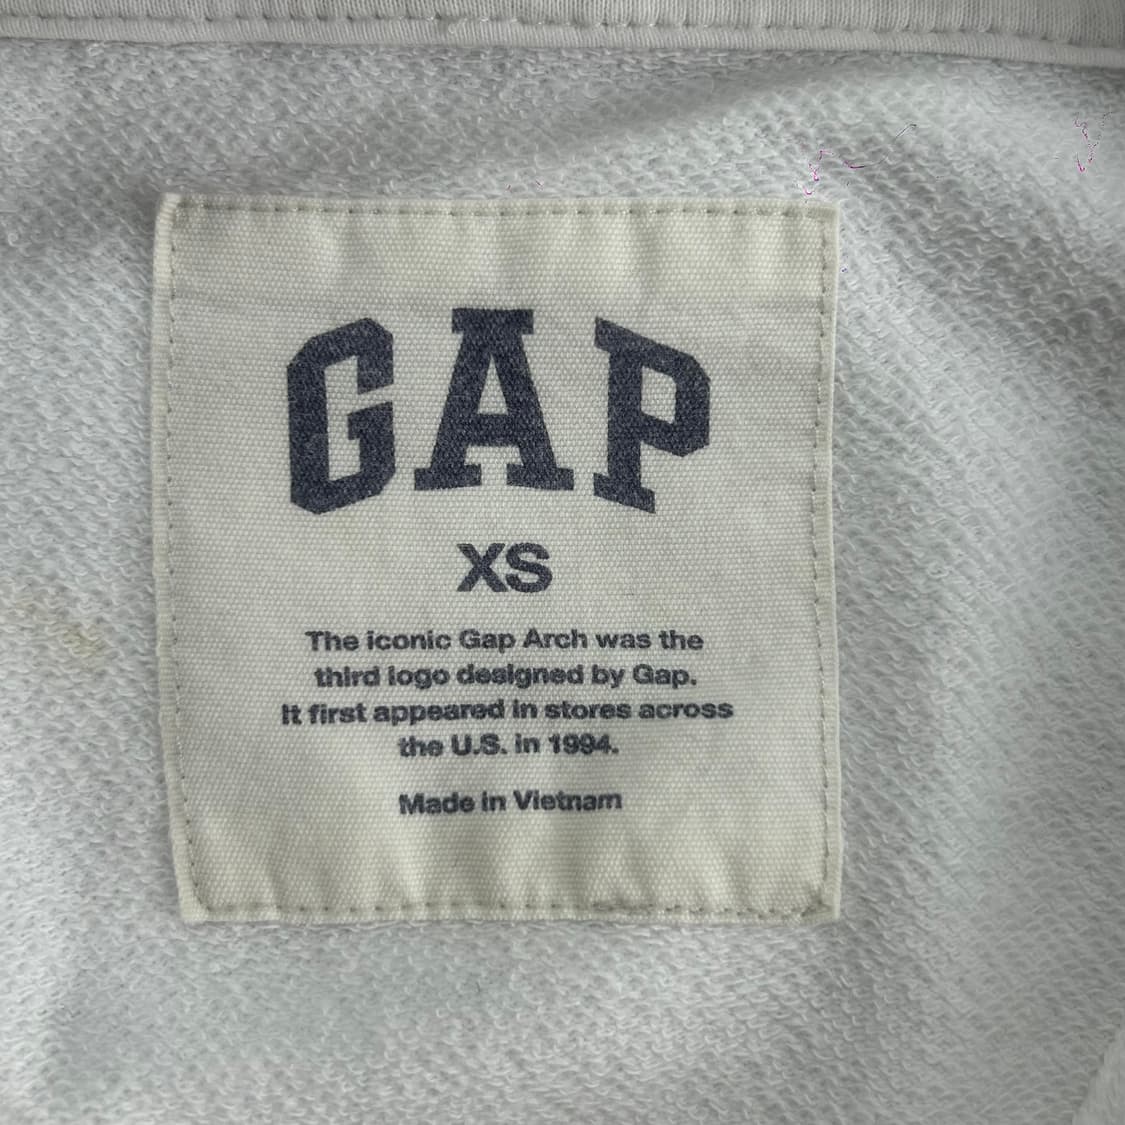 GAP
XS
The iconic Gap Arch was the
third logo designed by Gap.
It first appeared in stores across
the U.S. in 1994.
Made in Vietnam